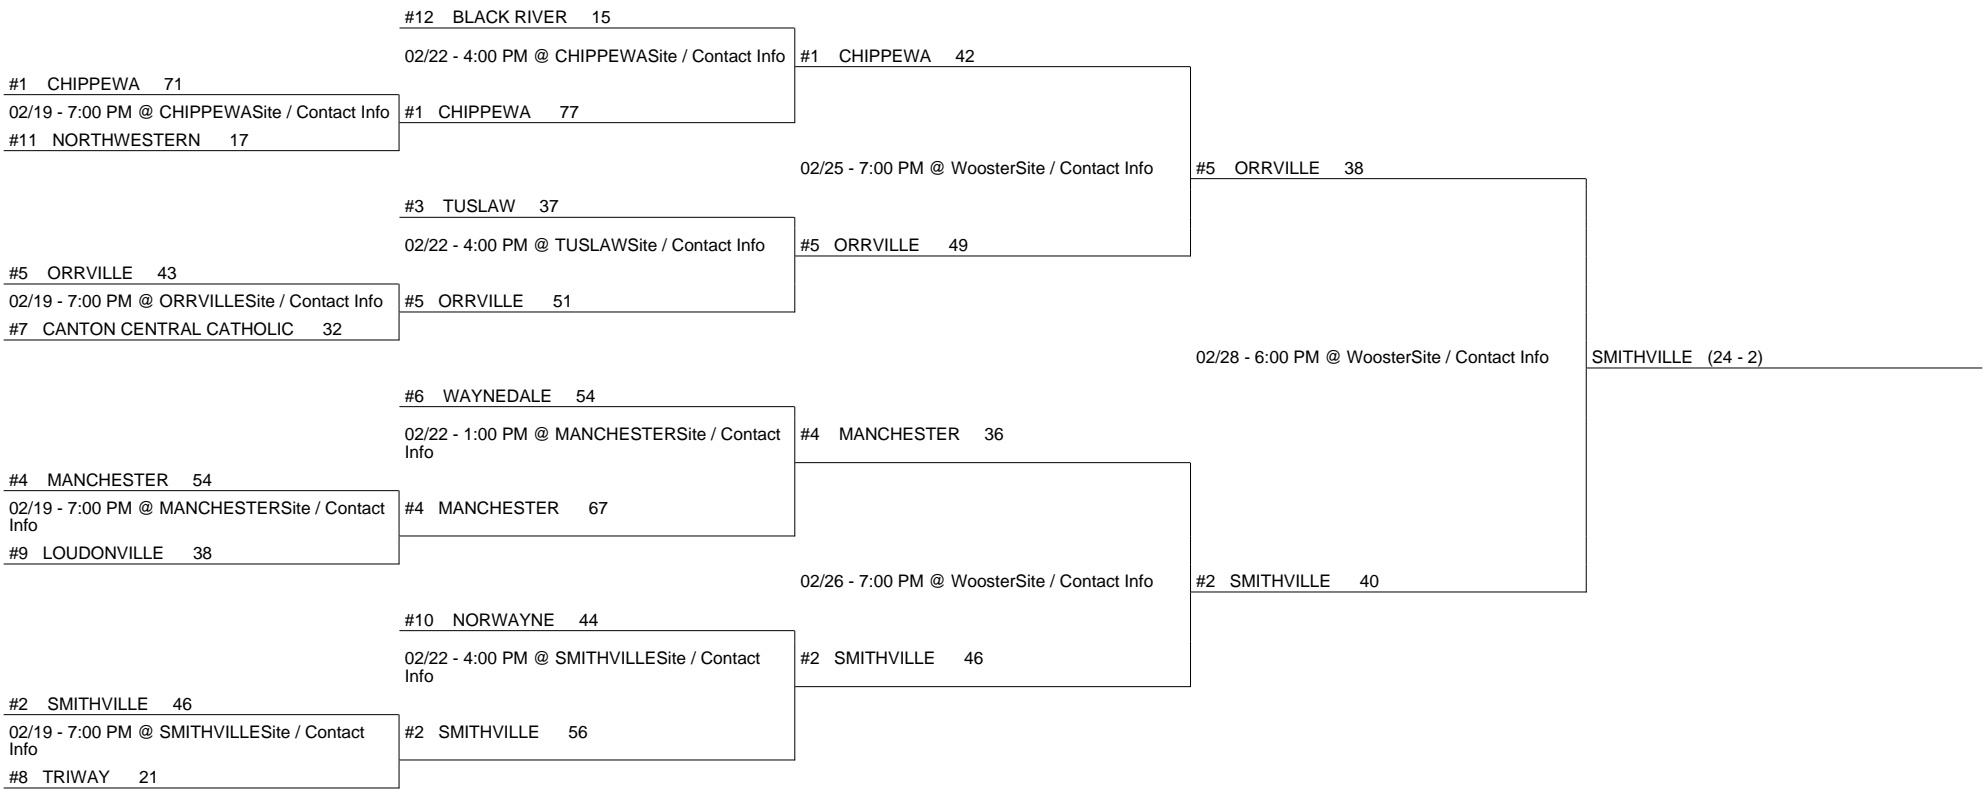 #12 BLACK RIVER 15
02/22 - 4:00 PM @ CHIPPEWASite / Contact Info
#1 CHIPPEWA 42
#1 CHIPPEWA 71
02/19 - 7:00 PM @ CHIPPEWASite / Contact Info
#1 CHIPPEWA 77
#11 NORTHWESTERN 17
02/25 - 7:00 PM @ WoosterSite / Contact Info
#5 ORRVILLE 38
#3 TUSLAW 37
02/22 - 4:00 PM @ TUSLAWSite / Contact Info
#5 ORRVILLE 49
#5 ORRVILLE 43
02/19 - 7:00 PM @ ORRVILLESite / Contact Info
#5 ORRVILLE 51
#7 CANTON CENTRAL CATHOLIC 32
02/28 - 6:00 PM @ WoosterSite / Contact Info
SMITHVILLE (24 - 2)
#6 WAYNEDALE 54
02/22 - 1:00 PM @ MANCHESTERSite / Contact
Info
#4 MANCHESTER 36
#4 MANCHESTER 54
02/19 - 7:00 PM @ MANCHESTERSite / Contact
Info
#4 MANCHESTER 67
#9 LOUDONVILLE 38
02/26 - 7:00 PM @ WoosterSite / Contact Info
#2 SMITHVILLE 40
#10 NORWAYNE 44
02/22 - 4:00 PM @ SMITHVILLESite / Contact
Info
#2 SMITHVILLE 46
#2 SMITHVILLE 46
02/19 - 7:00 PM @ SMITHVILLESite / Contact
Info
#2 SMITHVILLE 56
#8 TRIWAY 21